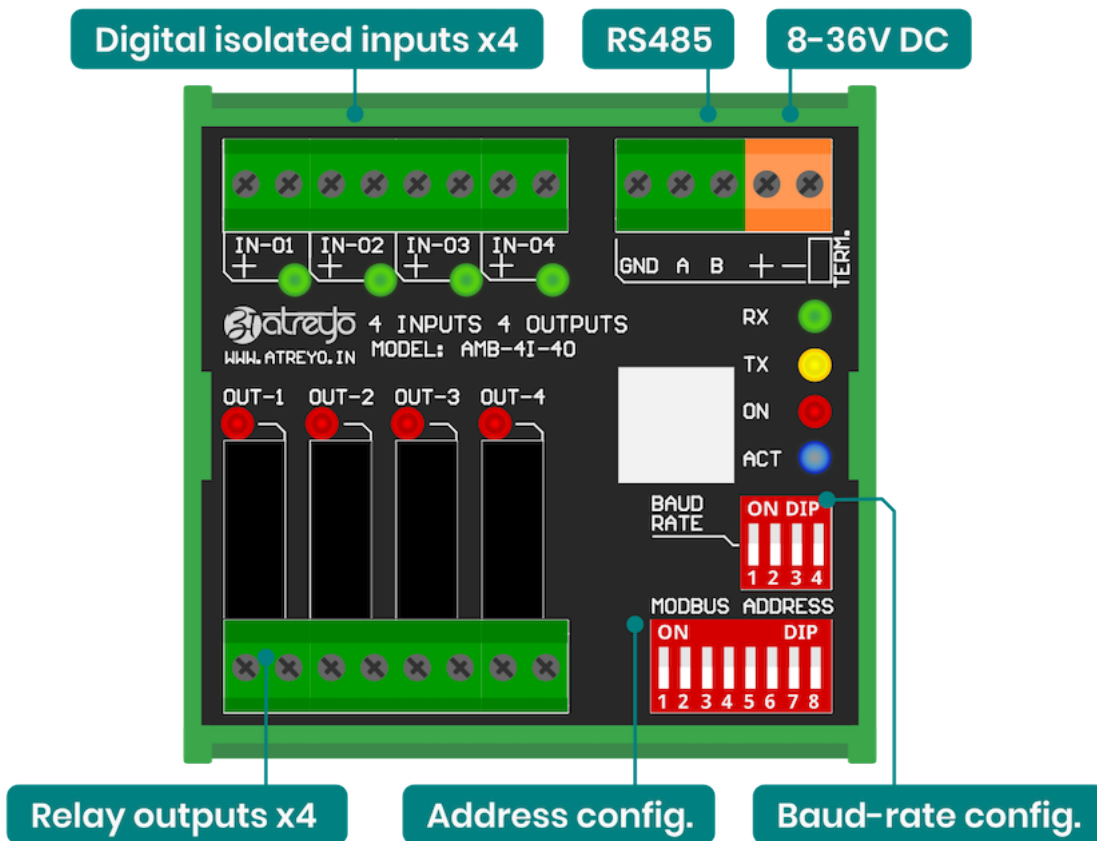 Digital isolated inputs x4
RS485
8-36V DC
IN-01 IN-02 IN-03 IN-04
+ + + +
GND A B + −
TERM.
अatreyo
WWW.ATREYO.IN
4 INPUTS 4 OUTPUTS
MODEL: AMB-4I-4O
RX
TX
ON
ACT
OUT-1 OUT-2 OUT-3 OUT-4
BAUD
RATE
ON DIP
1 2 3 4
MODBUS ADDRESS
ON DIP
1 2 3 4 5 6 7 8
Relay outputs x4
Address config.
Baud-rate config.